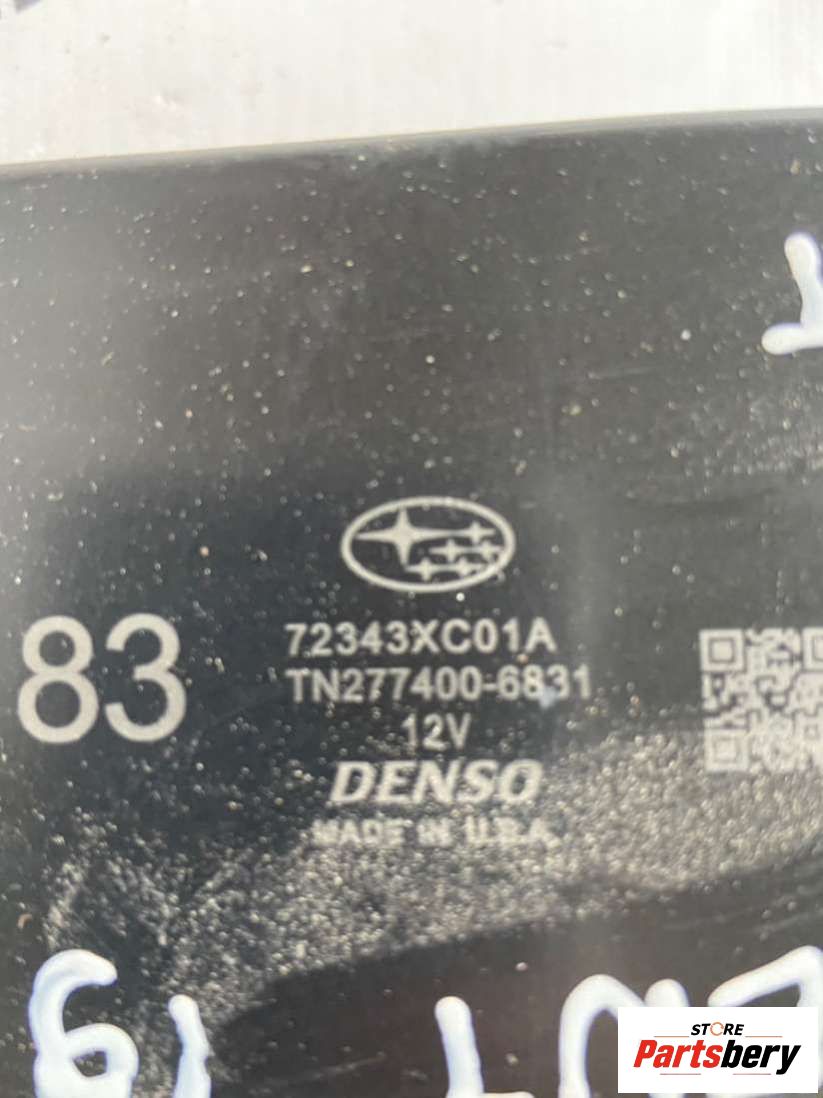 83
72343XC01A
TN277400-6831
12V
DENSO
MADE IN U.S.A.
STORE
Partsbery